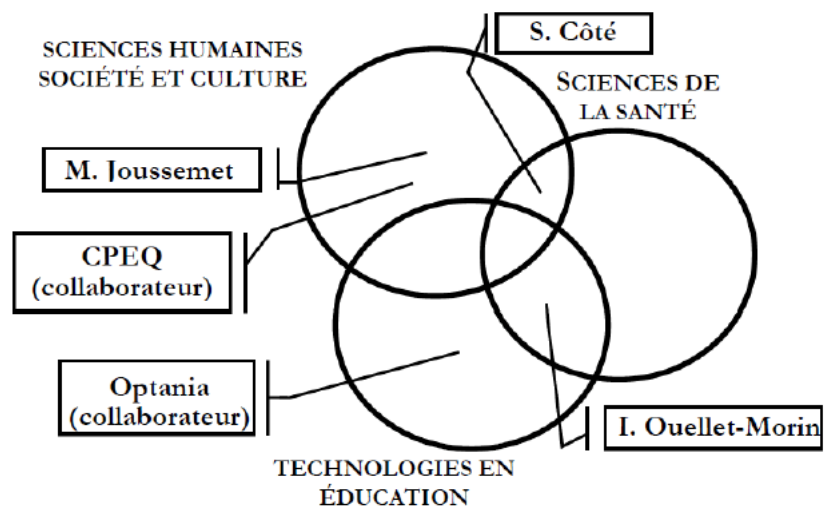 S. Côté
SCIENCES HUMAINES
SOCIÉTÉ ET CULTURE
SCIENCES DE
LA SANTÉ
M. Joussemet
CPEQ
(collaborateur)
Optania
(collaborateur)
I. Ouellet-Morin
TECHNOLOGIES EN
ÉDUCATION